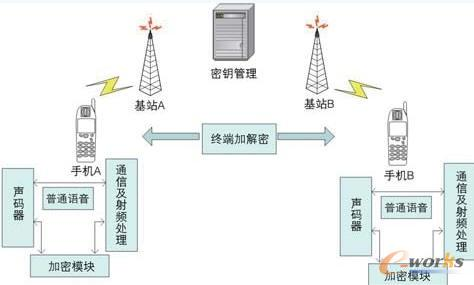 密钥管理
基站A
基站B
终端加解密
手机A
手机B
声码器
普通语音
通信及射频处理
加密模块
声码器
普通语音
通信及射频处理
加密模块
e-works